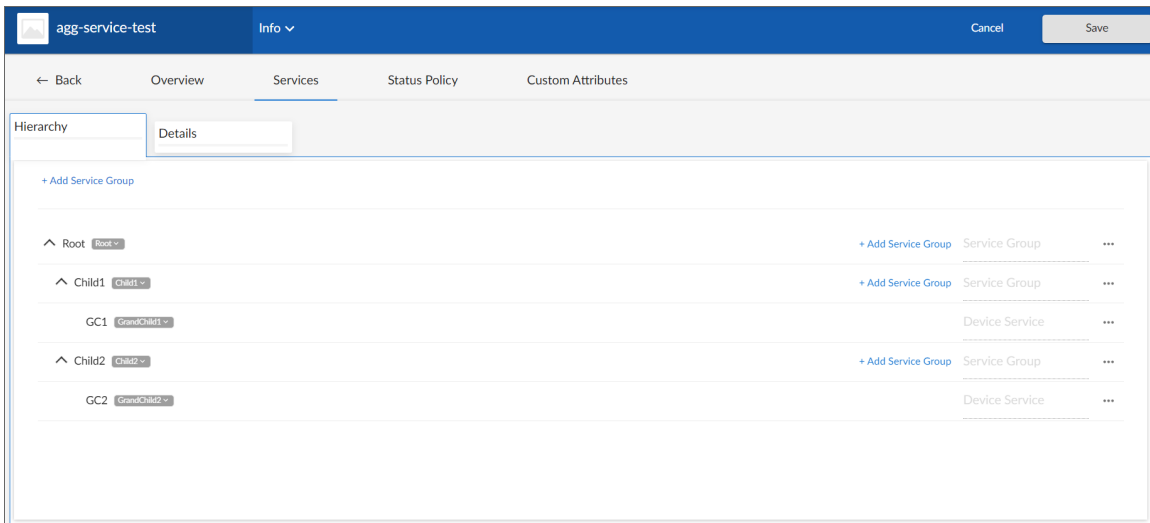 agg-service-test Info Cancel Save
← Back Overview Services Status Policy Custom Attributes
Hierarchy Details
+ Add Service Group
Root Root + Add Service Group Service Group ...
Child1 Child1 + Add Service Group Service Group ...
GC1 GrandChild1 Device Service ...
Child2 Child2 + Add Service Group Service Group ...
GC2 GrandChild2 Device Service ...